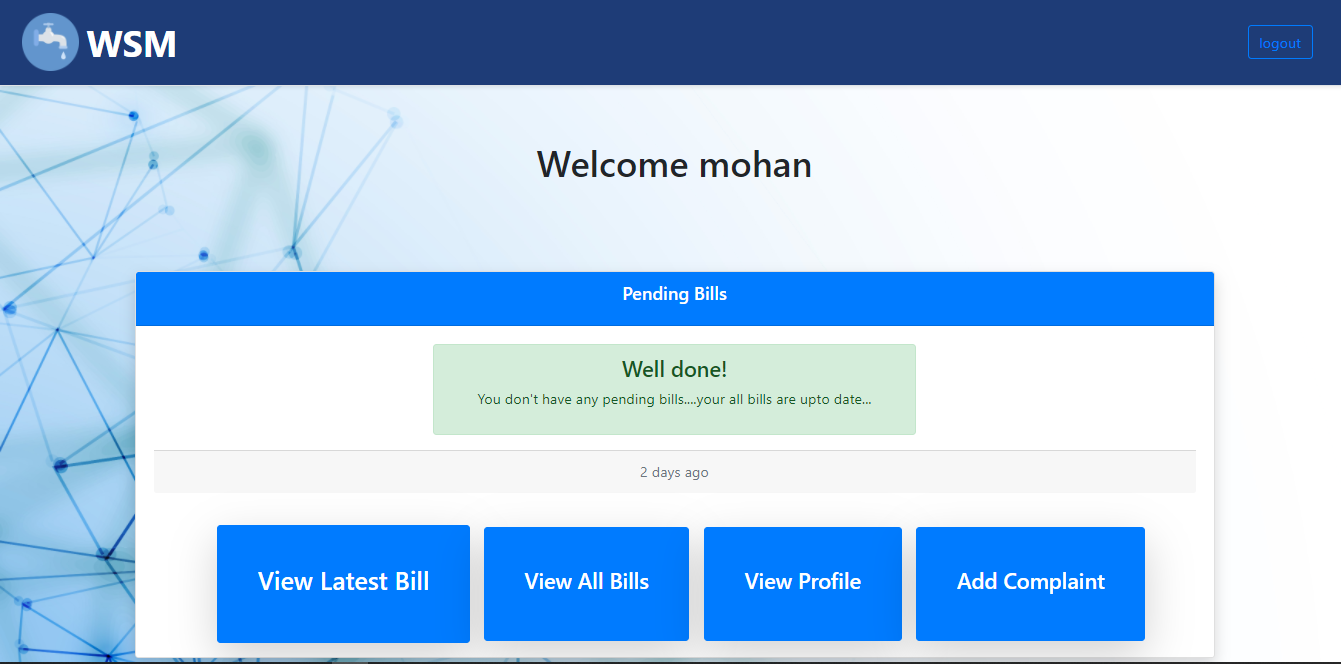 WSM
logout
Welcome mohan
Pending Bills
Well done!
You don't have any pending bills....your all bills are upto date...
2 days ago
View Latest Bill
View All Bills
View Profile
Add Complaint